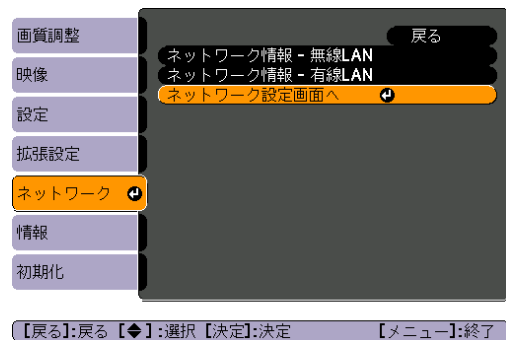 画質調整
映像
設定
拡張設定
ネットワーク
情報
初期化
戻る
ネットワーク情報 - 無線LAN
ネットワーク情報 - 有線LAN
ネットワーク設定画面へ
【戻る】:戻る 【◆】:選択 【決定】:決定 【メニュー】:終了